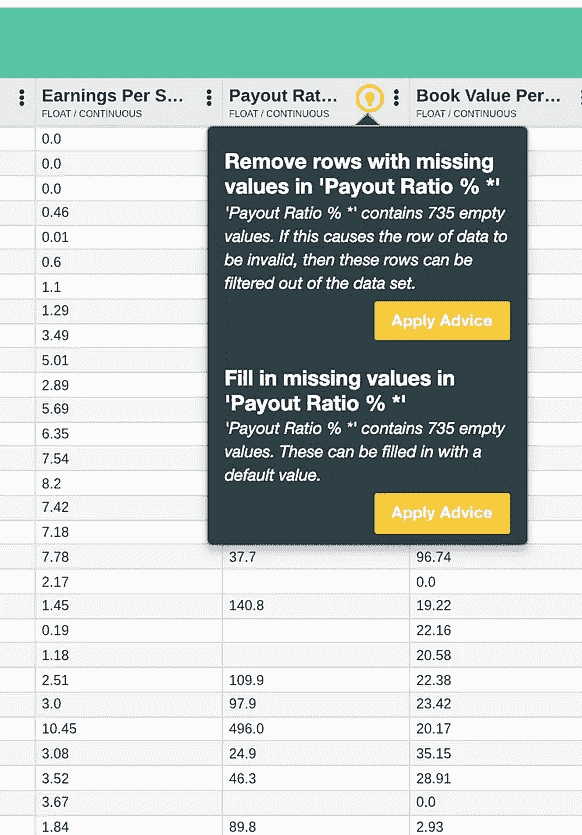 Earnings Per S... Payout Rat... Book Value Per...
FLOAT / CONTINUOUS FLOAT / CONTINUOUS FLOAT / CONTINUOUS
0.0
0.0
0.0
0.46
0.01
0.6
1.1
1.29
3.49
5.01
2.89
5.69
6.35
7.54
8.2
7.42
7.18
Remove rows with missing
values in 'Payout Ratio % *'
'Payout Ratio % *' contains 735 empty
values. If this causes the row of data to
be invalid, then these rows can be
filtered out of the data set.
Apply Advice
Fill in missing values in
'Payout Ratio % *'
'Payout Ratio % *' contains 735 empty
values. These can be filled in with a
default value.
Apply Advice
7.78 37.7 96.74
2.17 0.0
1.45 140.8 19.22
0.19 22.16
1.18 20.58
2.51 109.9 22.38
3.0 97.9 23.42
10.45 496.0 20.17
3.08 24.9 35.15
3.52 46.3 28.91
3.67 0.0
1.84 89.8 2.93